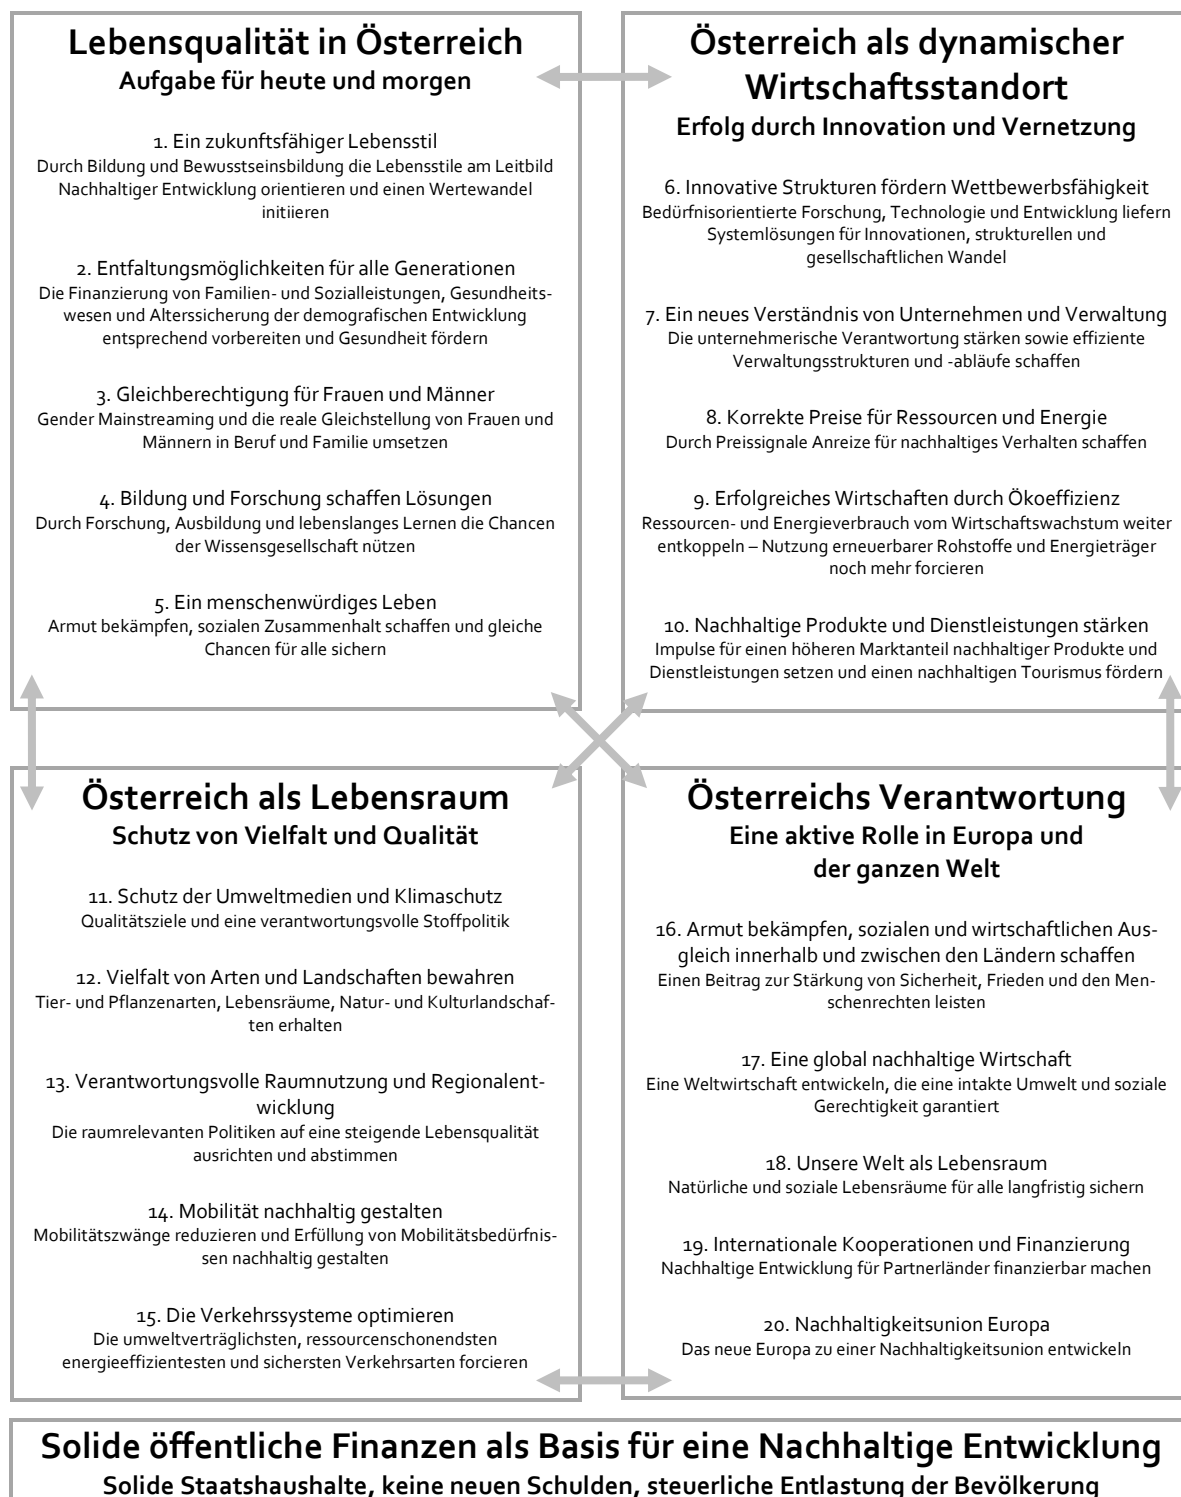 Lebensqualität in Österreich
Aufgabe für heute und morgen
1. Ein zukunftsfähiger Lebensstil
Durch Bildung und Bewusstseinsbildung die Lebensstile am Leitbild
Nachhaltiger Entwicklung orientieren und einen Wertewandel
initiieren
2. Entfaltungsmöglichkeiten für alle Generationen
Die Finanzierung von Familien- und Sozialleistungen, Gesundheits-
wesen und Alterssicherung der demografischen Entwicklung
entsprechend vorbereiten und Gesundheit fördern
3. Gleichberechtigung für Frauen und Männer
Gender Mainstreaming und die reale Gleichstellung von Frauen und
Männern in Beruf und Familie umsetzen
4. Bildung und Forschung schaffen Lösungen
Durch Forschung, Ausbildung und lebenslanges Lernen die Chancen
der Wissensgesellschaft nützen
5. Ein menschenwürdiges Leben
Armut bekämpfen, sozialen Zusammenhalt schaffen und gleiche
Chancen für alle sichern
Österreich als dynamischer
Wirtschaftsstandort
Erfolg durch Innovation und Vernetzung
6. Innovative Strukturen fördern Wettbewerbsfähigkeit
Bedürfnisorientierte Forschung, Technologie und Entwicklung liefern
Systemlösungen für Innovationen, strukturellen und
gesellschaftlichen Wandel
7. Ein neues Verständnis von Unternehmen und Verwaltung
Die unternehmerische Verantwortung stärken sowie effiziente
Verwaltungsstrukturen und -abläufe schaffen
8. Korrekte Preise für Ressourcen und Energie
Durch Preissignale Anreize für nachhaltiges Verhalten schaffen
9. Erfolgreiches Wirtschaften durch Ökoeffizienz
Ressourcen- und Energieverbrauch vom Wirtschaftswachstum weiter
entkoppeln – Nutzung erneuerbarer Rohstoffe und Energieträger
noch mehr forcieren
10. Nachhaltige Produkte und Dienstleistungen stärken
Impulse für einen höheren Marktanteil nachhaltiger Produkte und
Dienstleistungen setzen und einen nachhaltigen Tourismus fördern
Österreich als Lebensraum
Schutz von Vielfalt und Qualität
11. Schutz der Umweltmedien und Klimaschutz
Qualitätsziele und eine verantwortungsvolle Stoffpolitik
12. Vielfalt von Arten und Landschaften bewahren
Tier- und Pflanzenarten, Lebensräume, Natur- und Kulturlandschaf-
ten erhalten
13. Verantwortungsvolle Raumnutzung und Regionalent-
wicklung
Die raumrelevanten Politiken auf eine steigende Lebensqualität
ausrichten und abstimmen
14. Mobilität nachhaltig gestalten
Mobilitätszwänge reduzieren und Erfüllung von Mobilitätsbedürfnis-
sen nachhaltig gestalten
15. Die Verkehrssysteme optimieren
Die umweltverträglichsten, ressourcenschonendsten
energieeffizientesten und sichersten Verkehrsarten forcieren
Österreichs Verantwortung
Eine aktive Rolle in Europa und
der ganzen Welt
16. Armut bekämpfen, sozialen und wirtschaftlichen Aus-
gleich innerhalb und zwischen den Ländern schaffen
Einen Beitrag zur Stärkung von Sicherheit, Frieden und den Men-
schenrechten leisten
17. Eine global nachhaltige Wirtschaft
Eine Weltwirtschaft entwickeln, die eine intakte Umwelt und soziale
Gerechtigkeit garantiert
18. Unsere Welt als Lebensraum
Natürliche und soziale Lebensräume für alle langfristig sichern
19. Internationale Kooperationen und Finanzierung
Nachhaltige Entwicklung für Partnerländer finanzierbar machen
20. Nachhaltigkeitsunion Europa
Das neue Europa zu einer Nachhaltigkeitsunion entwickeln
Solide öffentliche Finanzen als Basis für eine Nachhaltige Entwicklung
Solide Staatshaushalte, keine neuen Schulden, steuerliche Entlastung der Bevölkerung